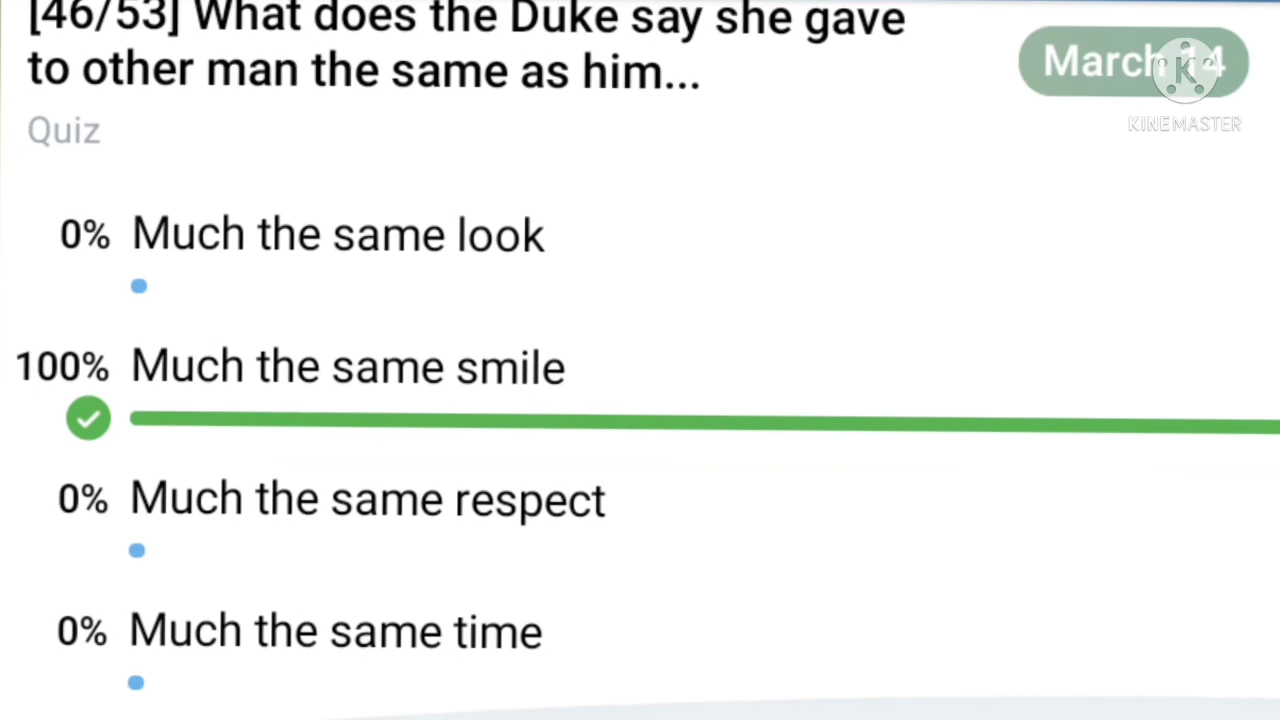 [46/53] What does the Duke say she gave
to other man the same as him...
March 14
K
KINEMASTER
Quiz
0% Much the same look
100% Much the same smile
0% Much the same respect
0% Much the same time